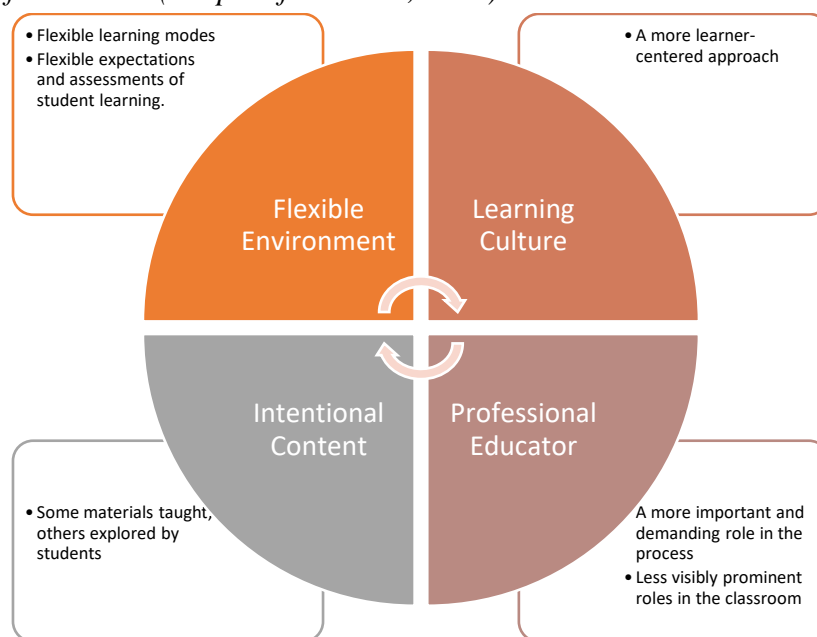 • Flexible learning modes
• Flexible expectations
and assessments of
student learning.
• A more learner-
centered approach
Flexible
Environment
Learning
Culture
Intentional
Content
Professional
Educator
• Some materials taught,
others explored by
students
A more important and
demanding role in the
process
• Less visibly prominent
roles in the classroom